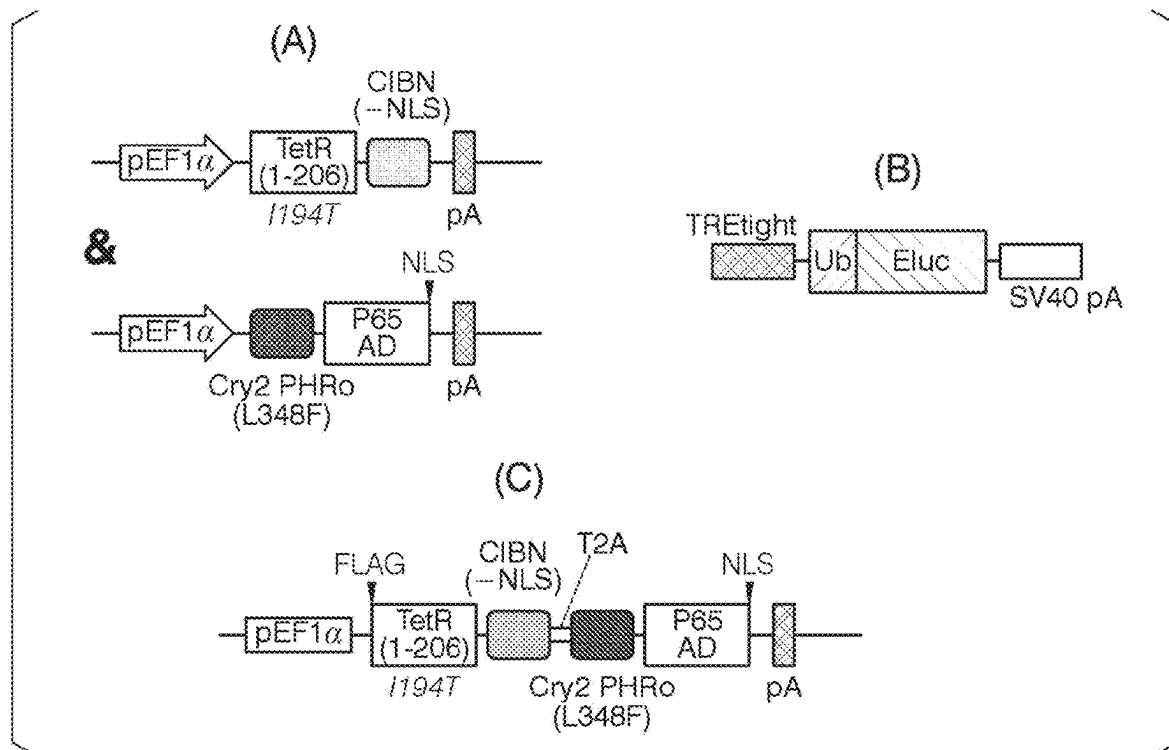 (A)
CIBN
(–NLS)
pEF1α
TetR
(1-206)
I194T
pA
&
NLS
pEF1α
P65
AD
Cry2 PHRo
(L348F)
pA
(B)
TREtight
Ub
Eluc
SV40 pA
(C)
FLAG
CIBN
(–NLS)
T2A
NLS
pEF1α
TetR
(1-206)
I194T
P65
AD
Cry2 PHRo
(L348F)
pA